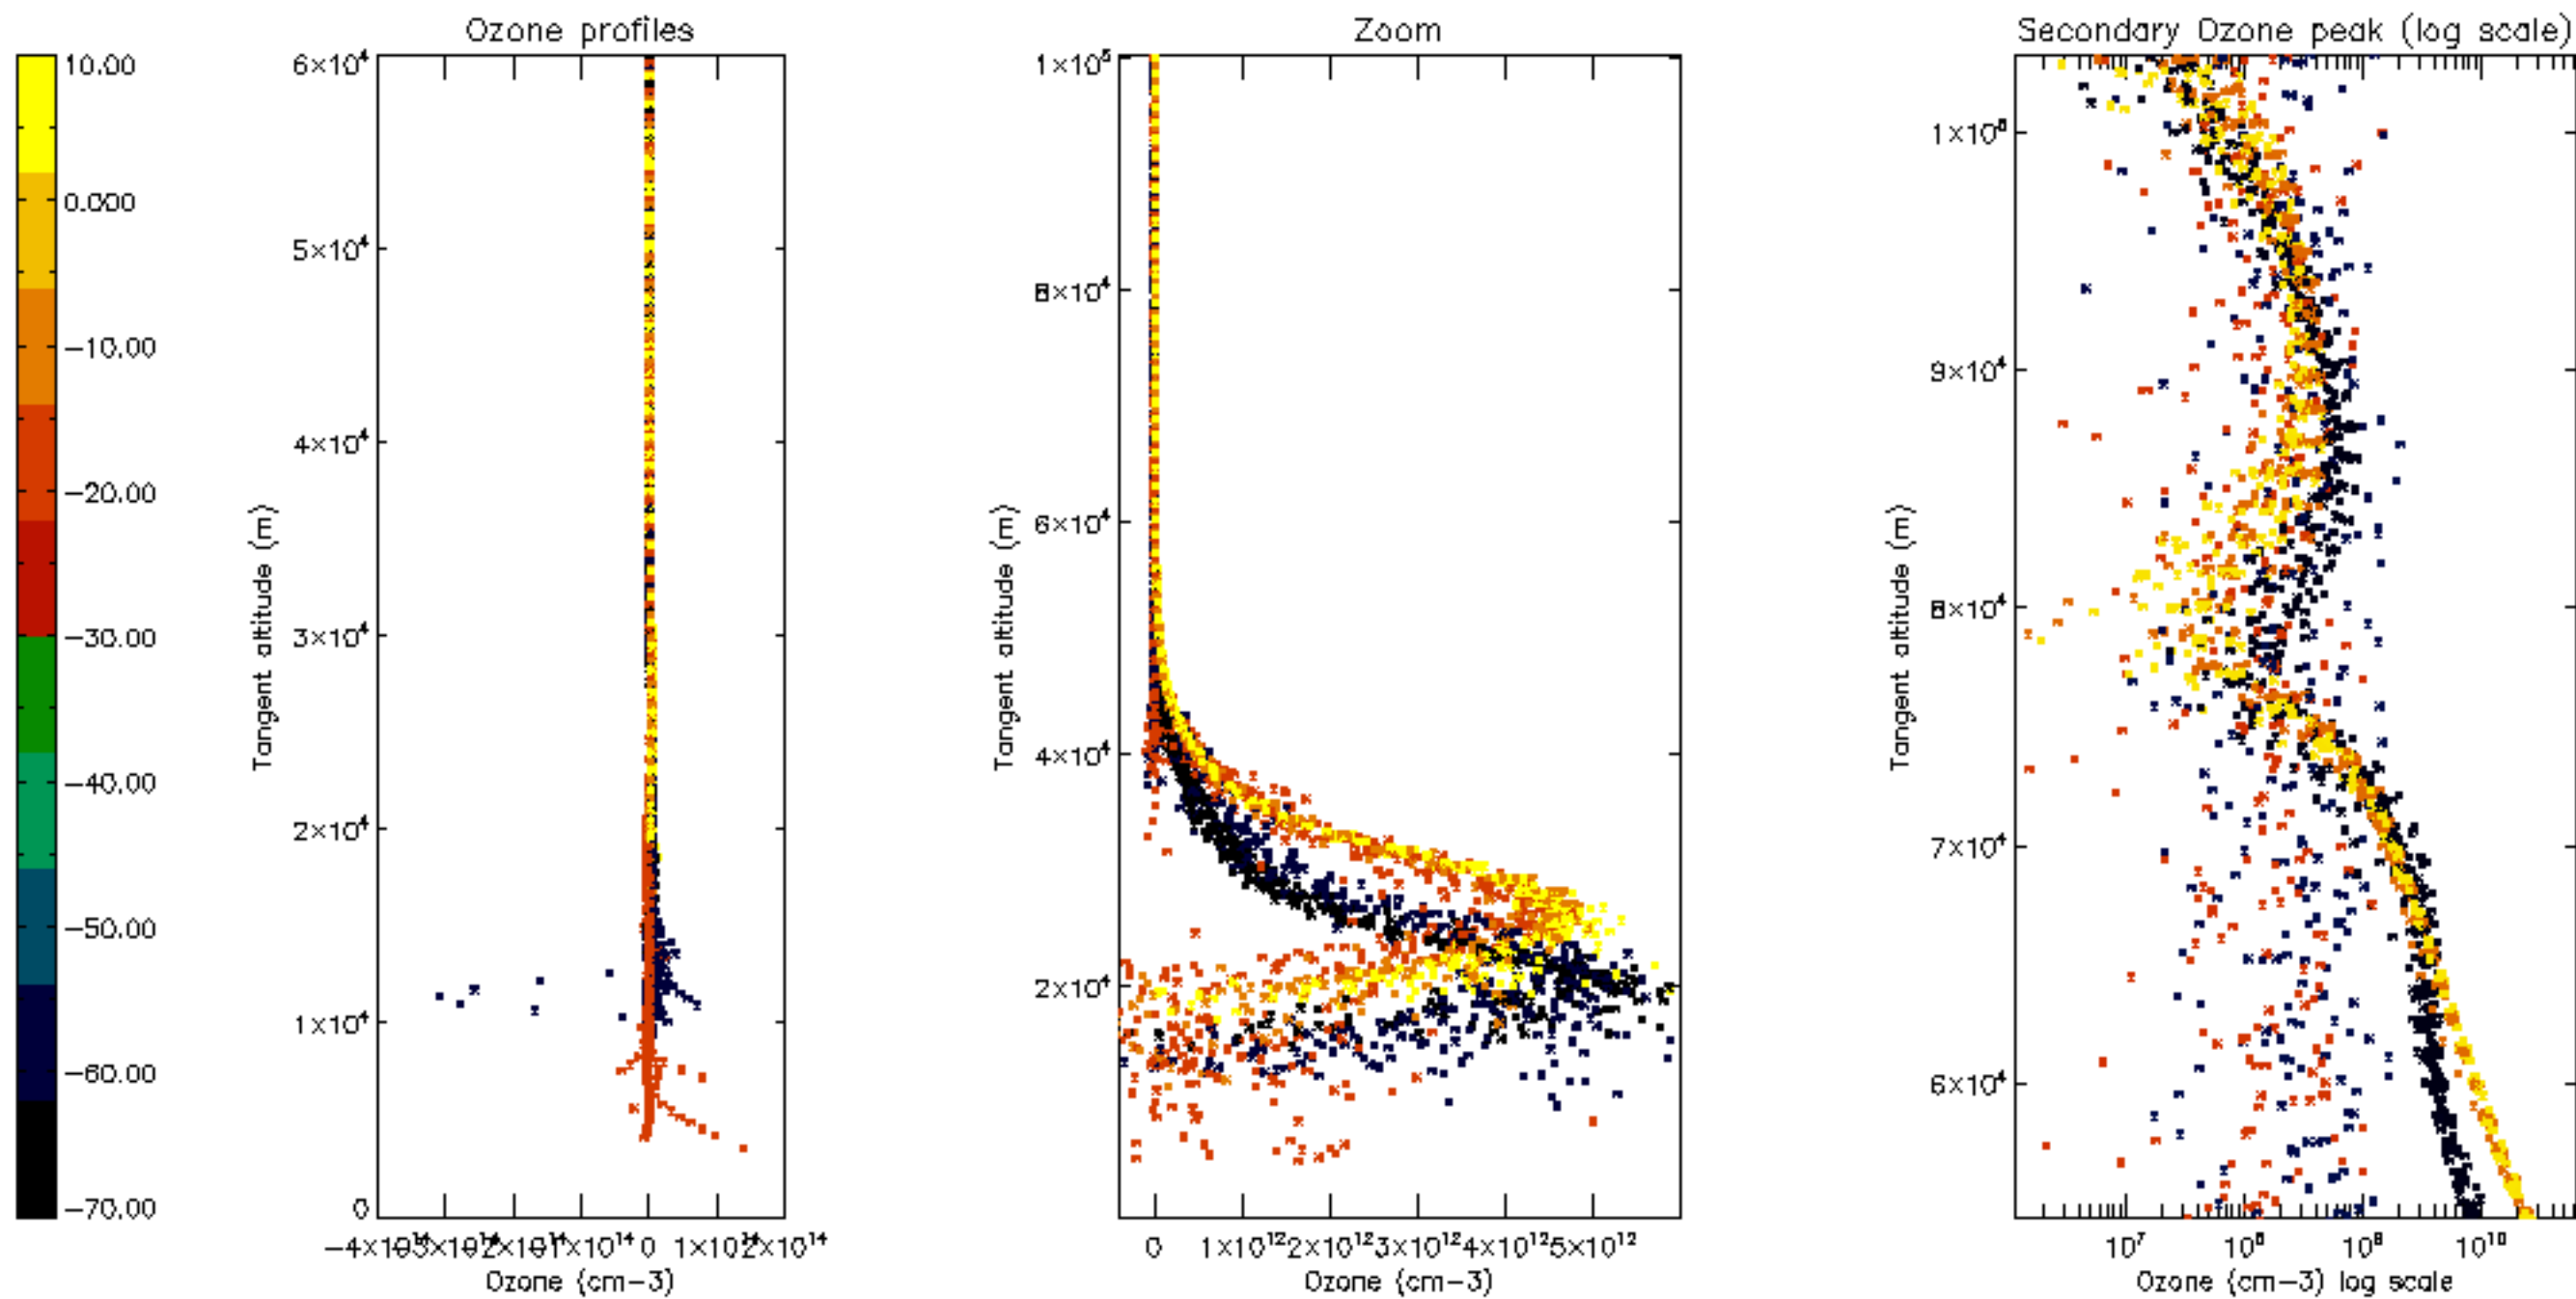 Ozone profiles
Zoom
Secondary Ozone peak (log scale)
10.00
0.000
−10.00
−20.00
−30.00
−40.00
−50.00
−60.00
−70.00
6×10⁴
5×10⁴
4×10⁴
3×10⁴
2×10⁴
1×10⁴
0
Tangent altitude (m)
0 1×10¹⁴ 2×10¹⁴
Ozone (cm−3)
1×10⁵
8×10⁴
6×10⁴
4×10⁴
2×10⁴
Tangent altitude (m)
0 1×10¹² 2×10¹² 3×10¹² 4×10¹² 5×10¹²
Ozone (cm−3)
9×10⁴
8×10⁴
7×10⁴
6×10⁴
Tangent altitude (m)
10⁷ 10⁸ 10⁹ 10¹⁰
Ozone (cm−3) log scale